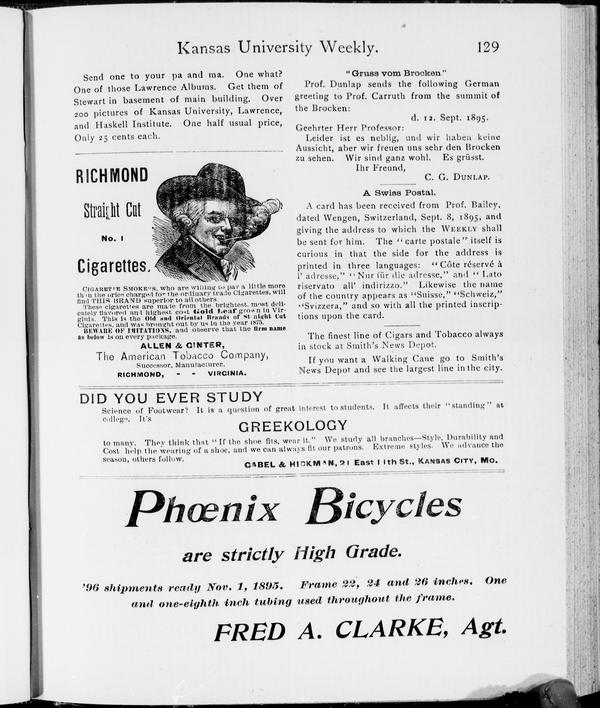 Kansas University Weekly. 129
Send one to your pa and ma. One what?
One of those Lawrence Albums. Get them of
Stewart in basement of main building. Over
200 pictures of Kansas University, Lawrence,
and Haskell Institute. One half usual price,
Only 25 cents each.
RICHMOND
Straight Cut
No. 1
Cigarettes.
CIGARETTE SMOKERS, who are willing to pay a little more
than the price charged for the ordinary trade Cigarettes, will
find THIS BRAND superior to all others.
These cigarettes are made from the brightest, most deli-
cately flavored and highest cost Gold Leaf grown in Vir-
ginia. This is the Old and Original Brands of Straight Cut
Cigarettes, and was brought out by us in the year 1875.
BEWARE OF IMITATIONS, and observe that the firm name
as below is on every package.
ALLEN & GINTER,
The American Tobacco Company,
Successor, Manufacturer,
RICHMOND, - - VIRGINIA.
"Gruss vom Brocken"
Prof. Dunlap sends the following German
greeting to Prof. Carruth from the summit of
the Brocken:
d. 12. Sept. 1895.
Geehrter Herr Professor:
Leider ist es neblig, und wir haben keine
Aussicht, aber wir freuen uns sehr den Brocken
zu sehen. Wir sind ganz wohl. Es grüsst.
Ihr Freund,
C. G. DUNLAP.
A Swiss Postal.
A card has been received from Prof. Bailey,
dated Wengen, Switzerland, Sept. 8, 1895, and
giving the address to which the WEEKLY shall
be sent for him. The "carte postale" itself is
curious in that the side for the address is
printed in three languages: "Côte réservé à
l' adresse," "Nur für die adresse," and "Lato
riservato all' indirizzo." Likewise the name
of the country appears as "Suisse," "Schweiz,"
"Svizzera," and so with all the printed inscrip-
tions upon the card.
The finest line of Cigars and Tobacco always
in stock at Smith's News Depot.
If you want a Walking Cane go to Smith's
News Depot and see the largest line in the city.
DID YOU EVER STUDY
Science of Footwear? It is a question of great interest to students. It affects their "standing" at
college. It's
GREEKOLOGY
to many. They think that "If the shoe fits, wear it." We study all branches—Style, Durability and
Cost help the wearing of a shoe, and we can always fit our patrons. Extreme styles. We advance the
season, others follow.
GABEL & HICKMAN, 21 East 11th St., KANSAS CITY, MO.
Phœnix Bicycles
are strictly High Grade.
'96 shipments ready Nov. 1, 1895. Frame 22, 24 and 26 inches. One
and one-eighth inch tubing used throughout the frame.
FRED A. CLARKE, Agt.